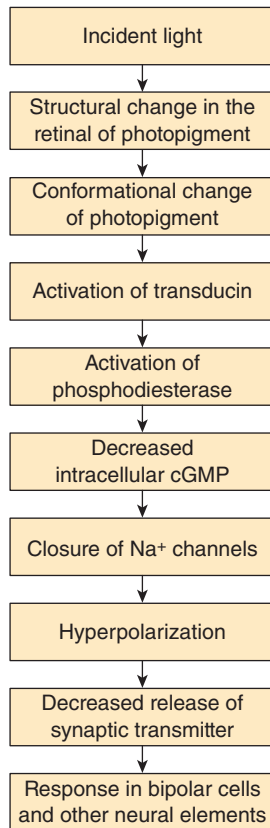 Incident light
Structural change in the
retinal of photopigment
Conformational change
of photopigment
Activation of transducin
Activation of
phosphodiesterase
Decreased
intracellular cGMP
Closure of Na⁺ channels
Hyperpolarization
Decreased release of
synaptic transmitter
Response in bipolar cells
and other neural elements